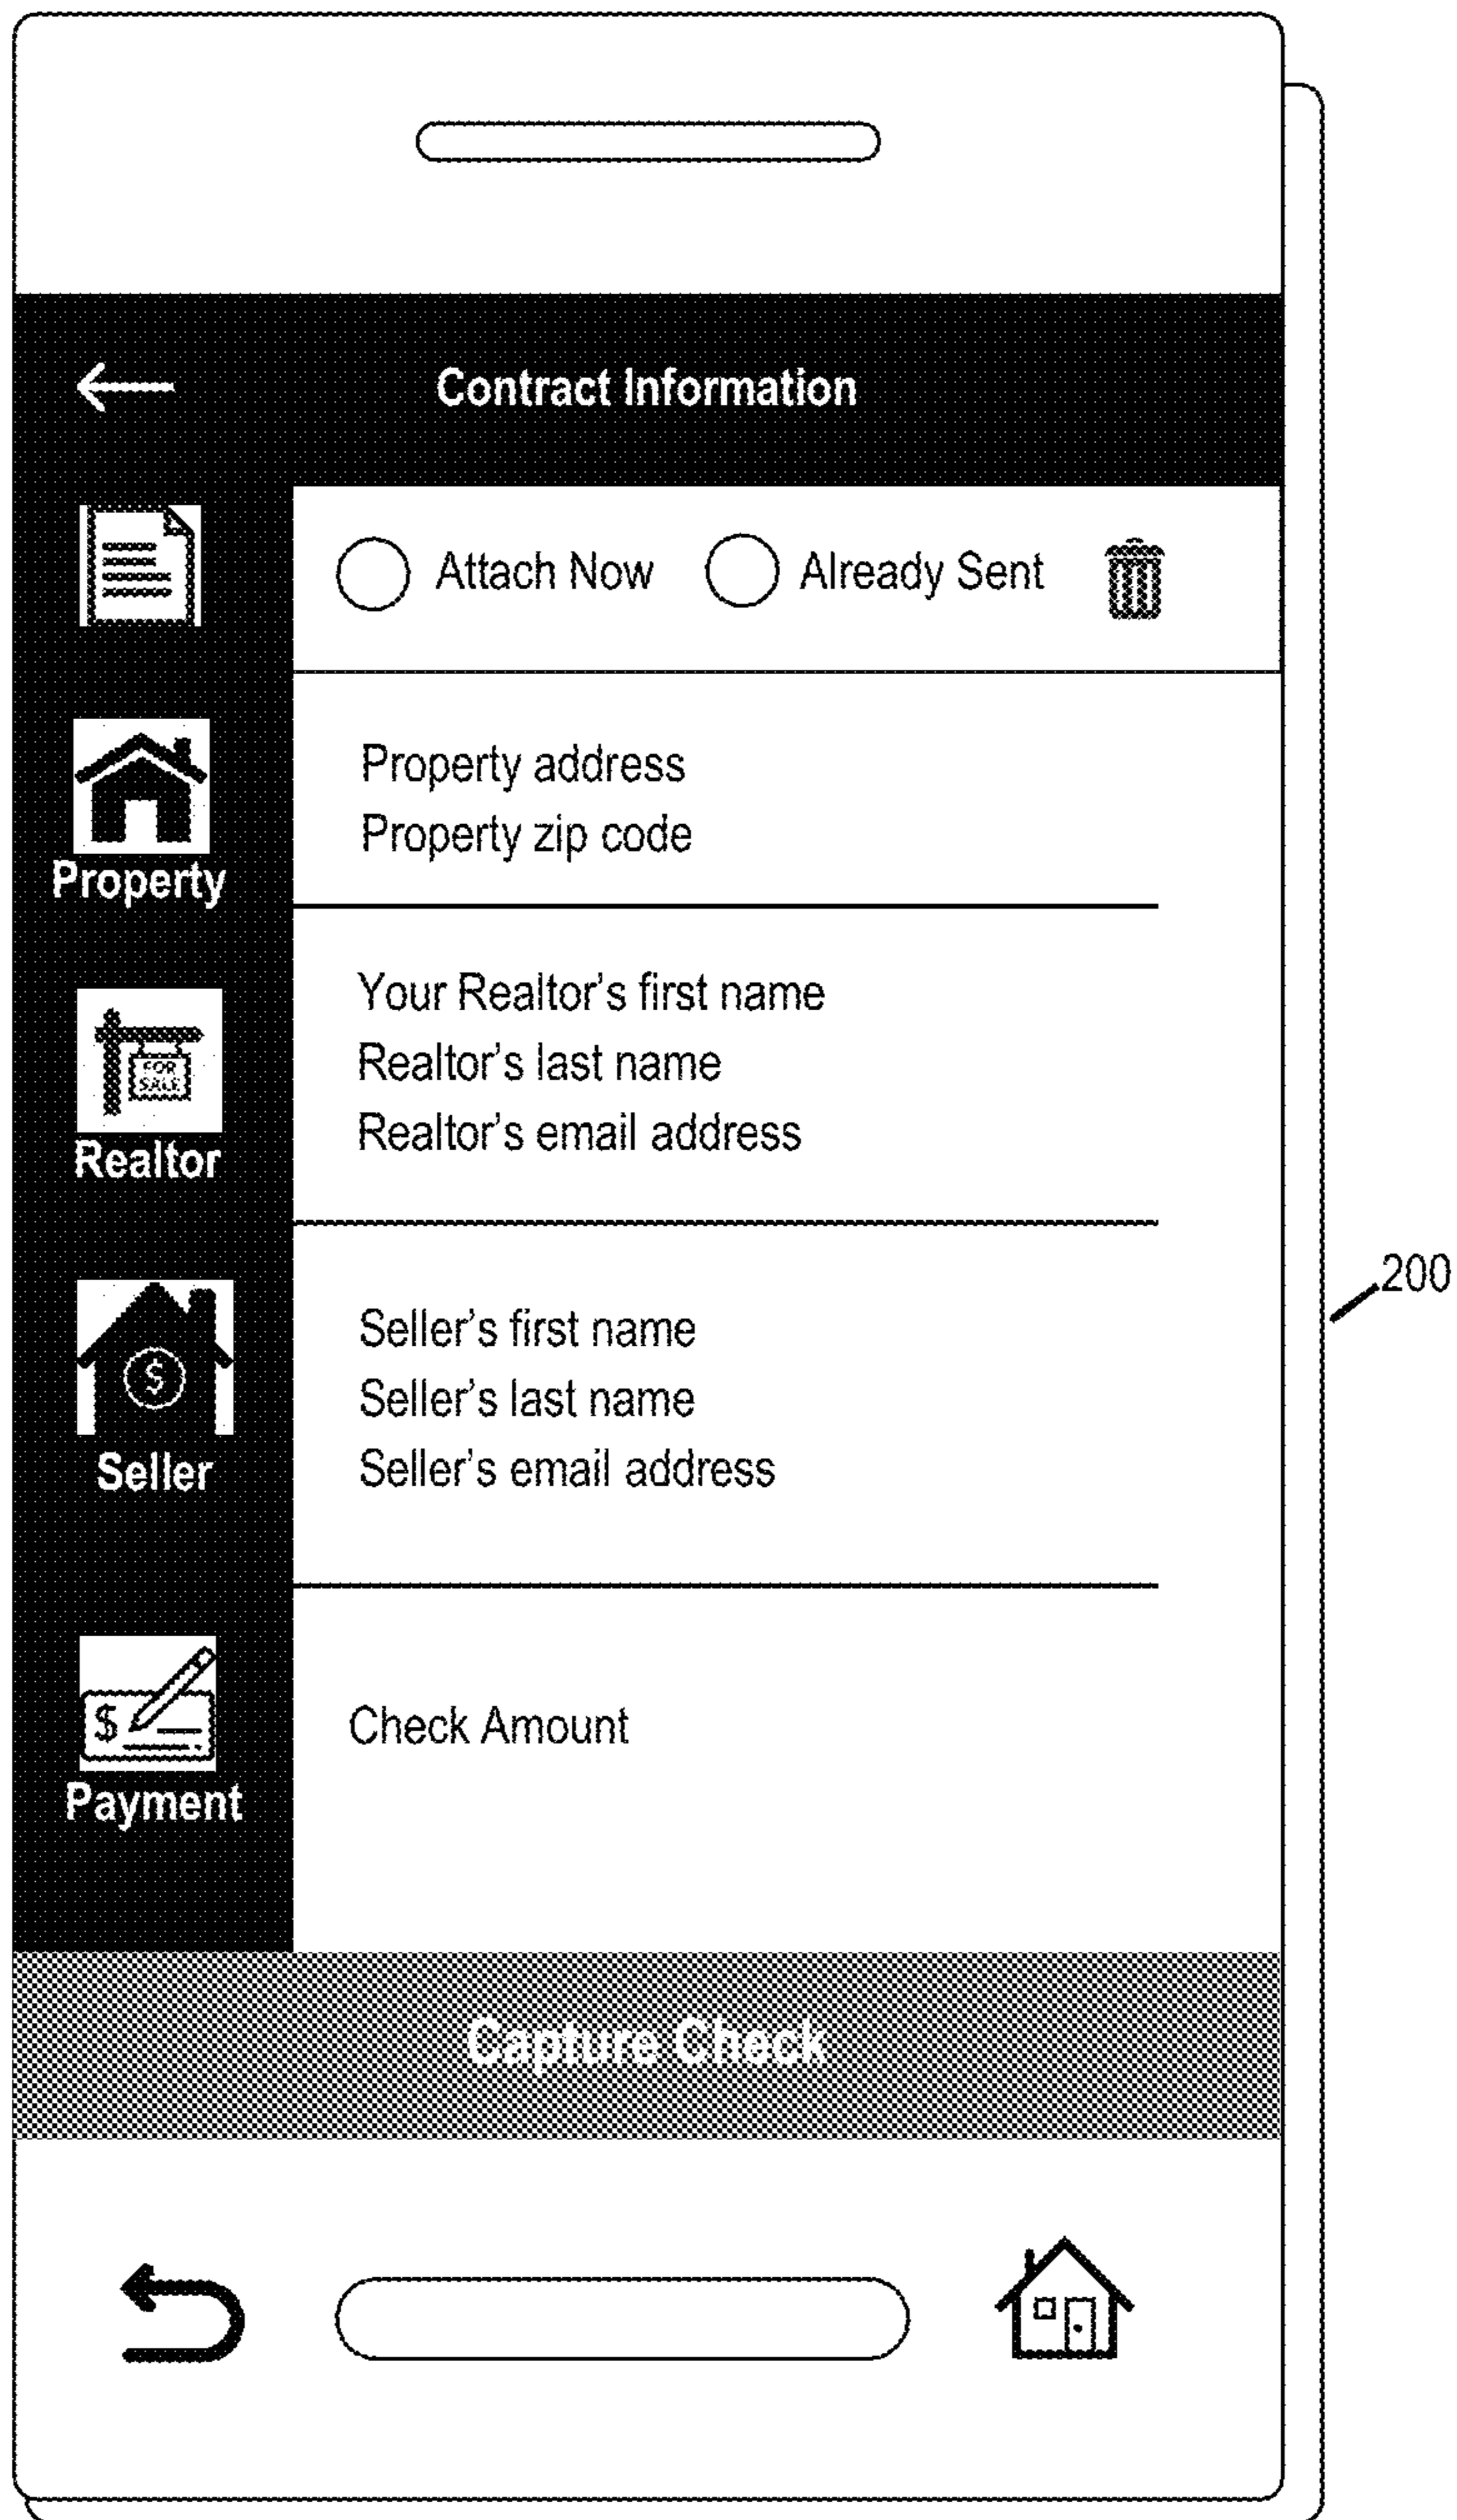 Contract Information
Attach Now Already Sent
Property address
Property zip code
Property
Your Realtor's first name
Realtor's last name
Realtor's email address
FOR
SALE
Realtor
Seller's first name
Seller's last name
Seller's email address
$
Seller
200
$
Check Amount
Payment
Capture Check